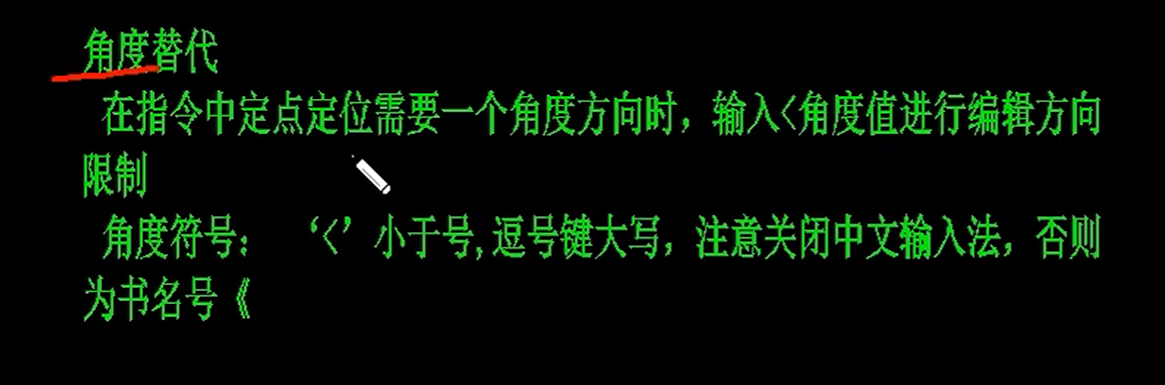 角度替代
在指令中定点定位需要一个角度方向时，输入<角度值进行编辑方向
限制
角度符号： ‘<’小于号,逗号键大写，注意关闭中文输入法，否则
为书名号《